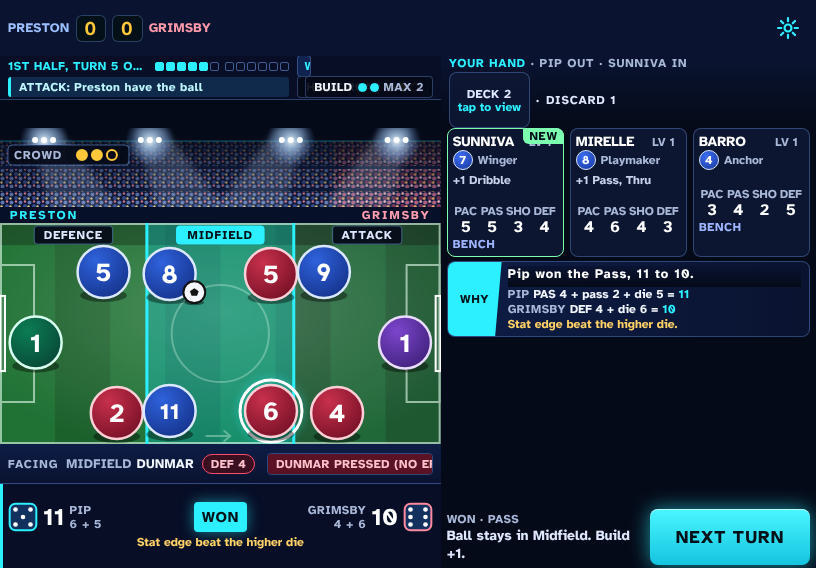 PRESTON 0 0 GRIMSBY
1ST HALF, TURN 5 O...
ATTACK: Preston have the ball
BUILD MAX 2
CROWD
PRESTON GRIMSBY
DEFENCE MIDFIELD ATTACK
5 8 5 9
1 1
2 11 6 4
FACING MIDFIELD DUNMAR DEF 4 DUNMAR PRESSED (NO
11 PIP
6 + 5
WON
GRIMSBY
4 + 6
10
Stat edge beat the higher die
YOUR HAND · PIP OUT · SUNNIVA IN
DECK 2
tap to view
· DISCARD 1
NEW
SUNNIVA
7 Winger
+1 Dribble
PAC PAS SHO DEF
5 5 3 4
BENCH
MIRELLE LV 1
8 Playmaker
+1 Pass, Thru
PAC PAS SHO DEF
4 6 4 3
BARRO LV 1
4 Anchor
PAC PAS SHO DEF
3 4 2 5
BENCH
WHY
Pip won the Pass, 11 to 10.
PIP PAS 4 + pass 2 + die 5 = 11
GRIMSBY DEF 4 + die 6 = 10
Stat edge beat the higher die.
WON · PASS
Ball stays in Midfield. Build
+1.
NEXT TURN